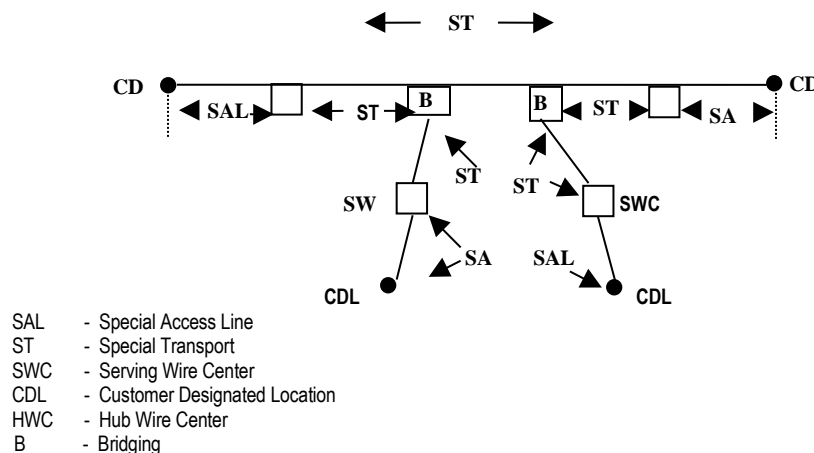 ST
CD
CD
SAL
ST
B
B
ST
SA
ST
ST
SW
SWC
SA
SAL
CDL
CDL
SAL - Special Access Line
ST - Special Transport
SWC - Serving Wire Center
CDL - Customer Designated Location
HWC - Hub Wire Center
B - Bridging